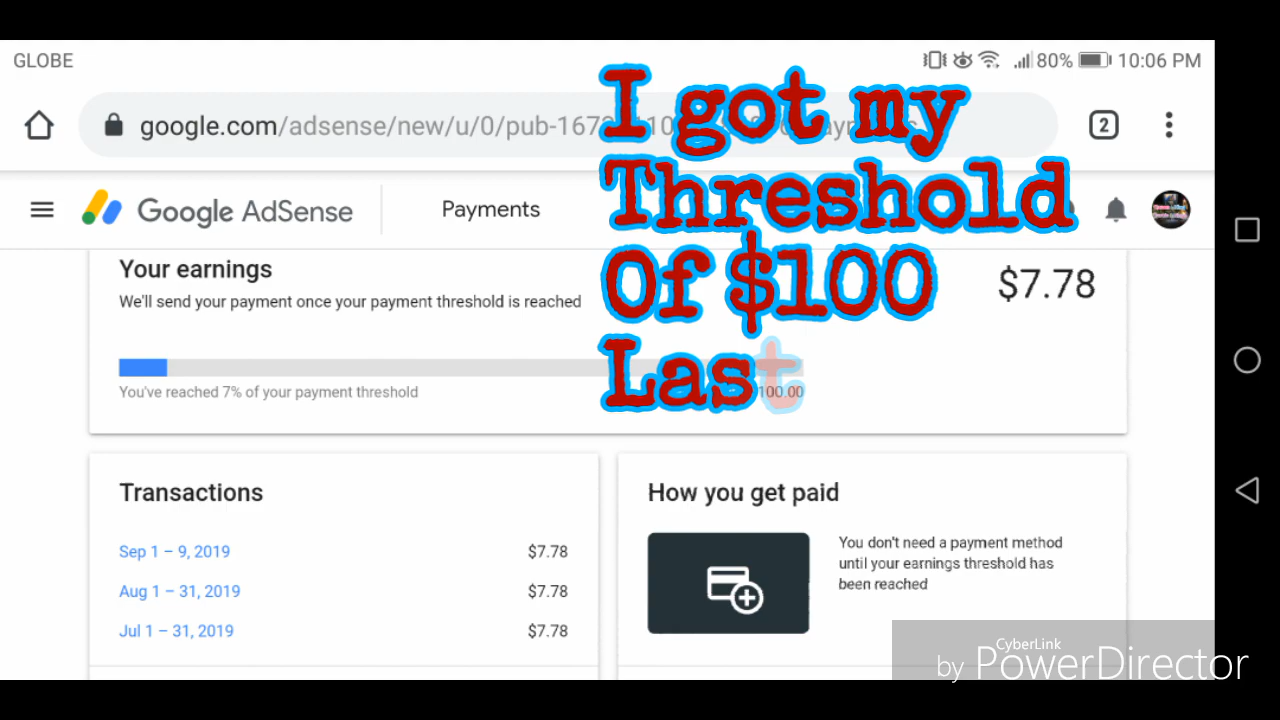 GLOBE
80% 10:06 PM
google.com/adsense/new/u/0/pub-167
2
I got my
Threshold
Of $100
Last
Google AdSense
Payments
Your earnings
$7.78
We'll send your payment once your payment threshold is reached
You've reached 7% of your payment threshold
100.00
Transactions
Sep 1 – 9, 2019 $7.78
Aug 1 – 31, 2019 $7.78
Jul 1 – 31, 2019 $7.78
How you get paid
You don't need a payment method
until your earnings threshold has
been reached
CyberLink
by PowerDirector